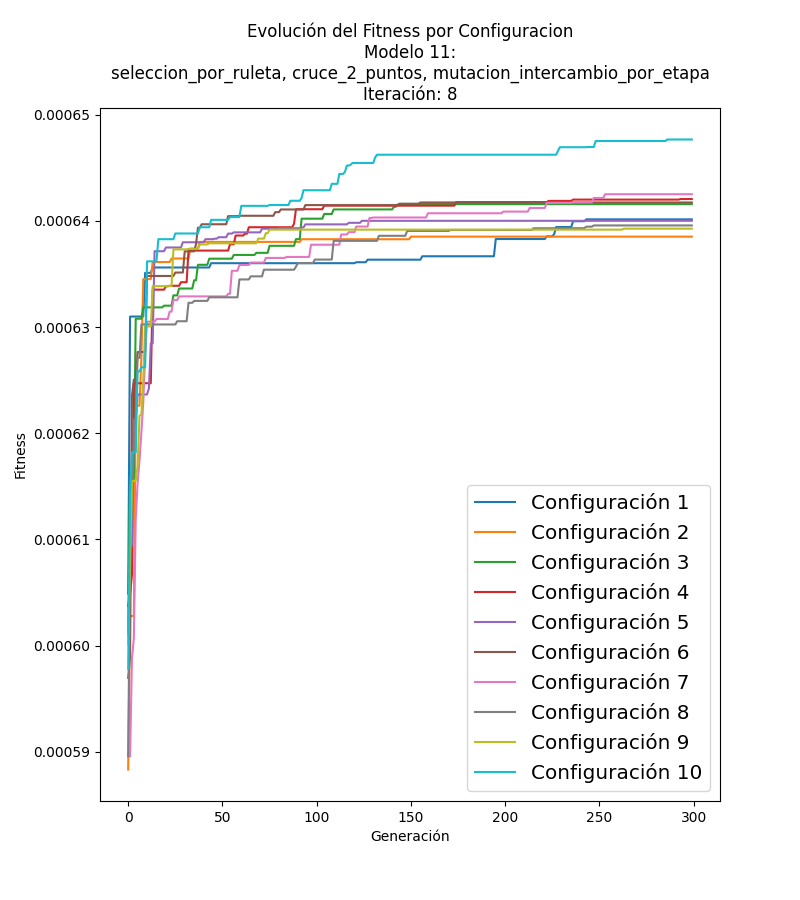 Evolución del Fitness por Configuracion
Modelo 11:
seleccion_por_ruleta, cruce_2_puntos, mutacion_intercambio_por_etapa
Iteración: 8
0.00065
0.00064
0.00063
0.00062
0.00061
0.00060
0.00059
Fitness
Configuración 1
Configuración 2
Configuración 3
Configuración 4
Configuración 5
Configuración 6
Configuración 7
Configuración 8
Configuración 9
Configuración 10
0 50 100 150 200 250 300
Generación